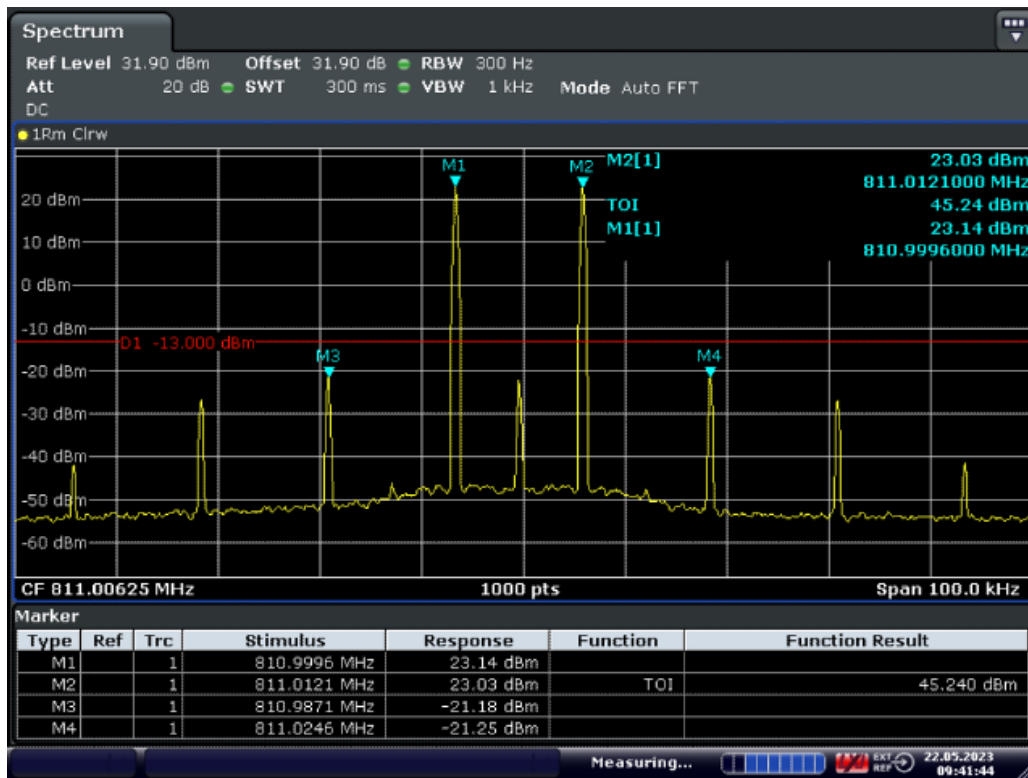 Spectrum
Ref Level 31.90 dBm Offset 31.90 dB RBW 300 Hz
Att 20 dB SWT 300 ms VBW 1 kHz Mode Auto FFT
DC
1Rm Clrw
M1 M2 M2[1] 23.03 dBm
811.0121000 MHz
20 dBm TOI 45.24 dBm
M1[1] 23.14 dBm
10 dBm 810.9996000 MHz
0 dBm
-10 dBm
D1 -13.000 dBm
M3 M4
-20 dBm
-30 dBm
-40 dBm
-50 dBm
-60 dBm
CF 811.00625 MHz 1000 pts Span 100.0 kHz
Marker
Type Ref Trc Stimulus Response Function Function Result
M1 1 810.9996 MHz 23.14 dBm
M2 1 811.0121 MHz 23.03 dBm TOI 45.240 dBm
M3 1 810.9871 MHz -21.18 dBm
M4 1 811.0246 MHz -21.25 dBm
Measuring... EXT REF 22.05.2023
09:41:44